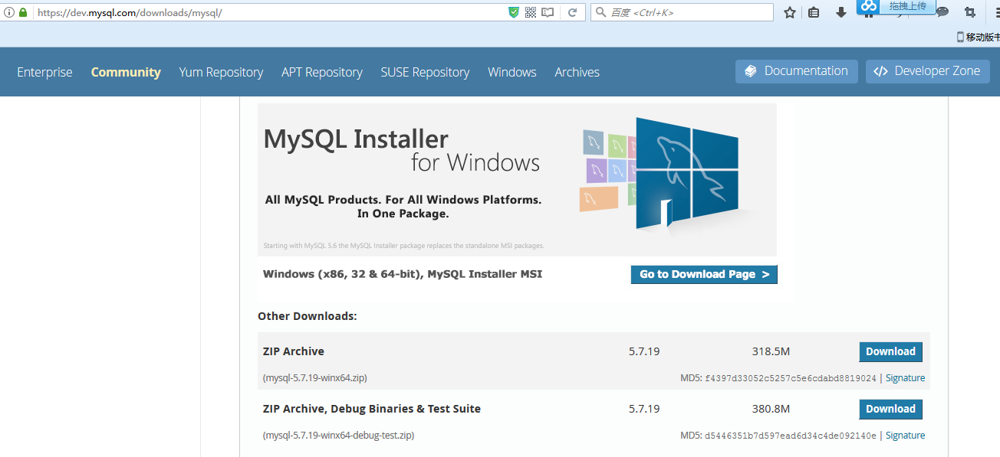 https://dev.mysql.com/downloads/mysql/
百度 <Ctrl+K>
拖拽上传
移动版书
Enterprise Community Yum Repository APT Repository SUSE Repository Windows Archives Documentation Developer Zone
MySQL Installer
for Windows
All MySQL Products. For All Windows Platforms.
In One Package.
Starting with MySQL 5.6 the MySQL Installer package replaces the standalone MSI packages.
Windows (x86, 32 & 64-bit), MySQL Installer MSI Go to Download Page >
Other Downloads:
ZIP Archive 5.7.19 318.5M Download
(mysql-5.7.19-winx64.zip) MD5: f4397d33052c5257c5e6cdabd8819024 | Signature
ZIP Archive, Debug Binaries & Test Suite 5.7.19 380.8M Download
(mysql-5.7.19-winx64-debug-test.zip) MD5: d5446351b7d597ead6d34c4de092140e | Signature